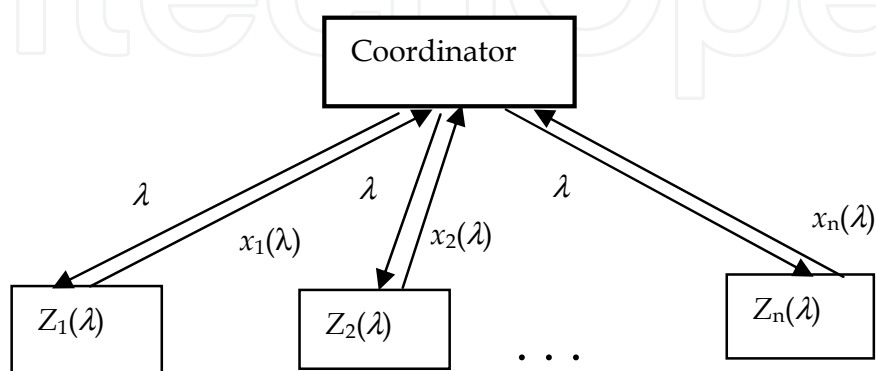 Coordinator
λ
λ
λ
x₁(λ)
x₂(λ)
xₙ(λ)
Z₁(λ)
Z₂(λ)
. . .
Zₙ(λ)